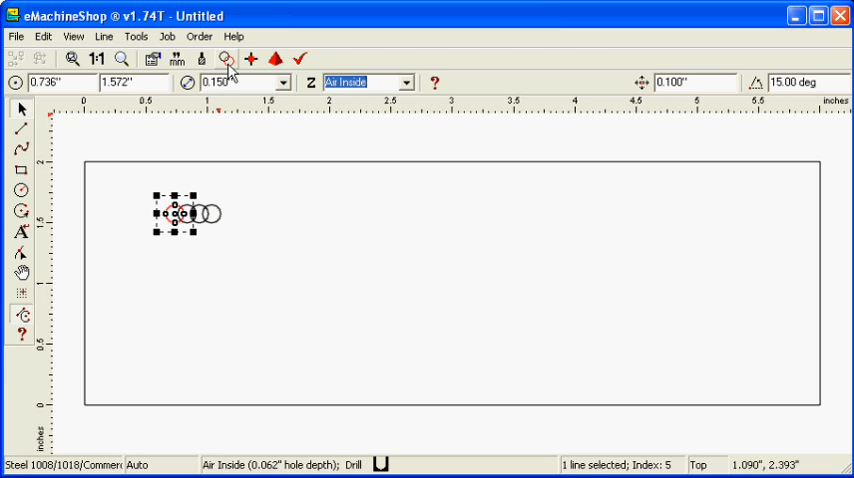 eMachineShop ® v1.74T - Untitled
File Edit View Line Tools Job Order Help
1:1 mm
0.736" 1.572" 0.150" Z Air Inside ? 0.100" 15.00 deg
0 0.5 1 1.5 2 2.5 3 3.5 4 4.5 5 5.5 inches
A
?
2
1.5
1
0.5
0
inches
Steel 1008/1018/Commerc Auto Air Inside (0.062" hole depth); Drill 1 line selected; Index: 5 Top 1.090", 2.393"